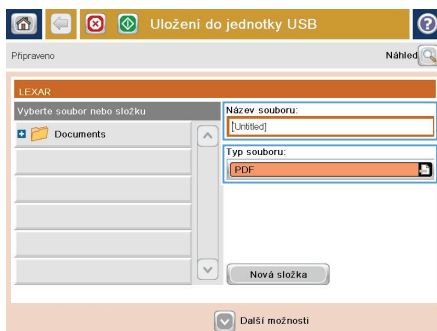 Uložení do jednotky USB
Připraveno
Náhled
LEXAR
Vyberte soubor nebo složku
Název souboru:
Documents
[Untitled]
Typ souboru:
PDF
Nová složka
Další možnosti